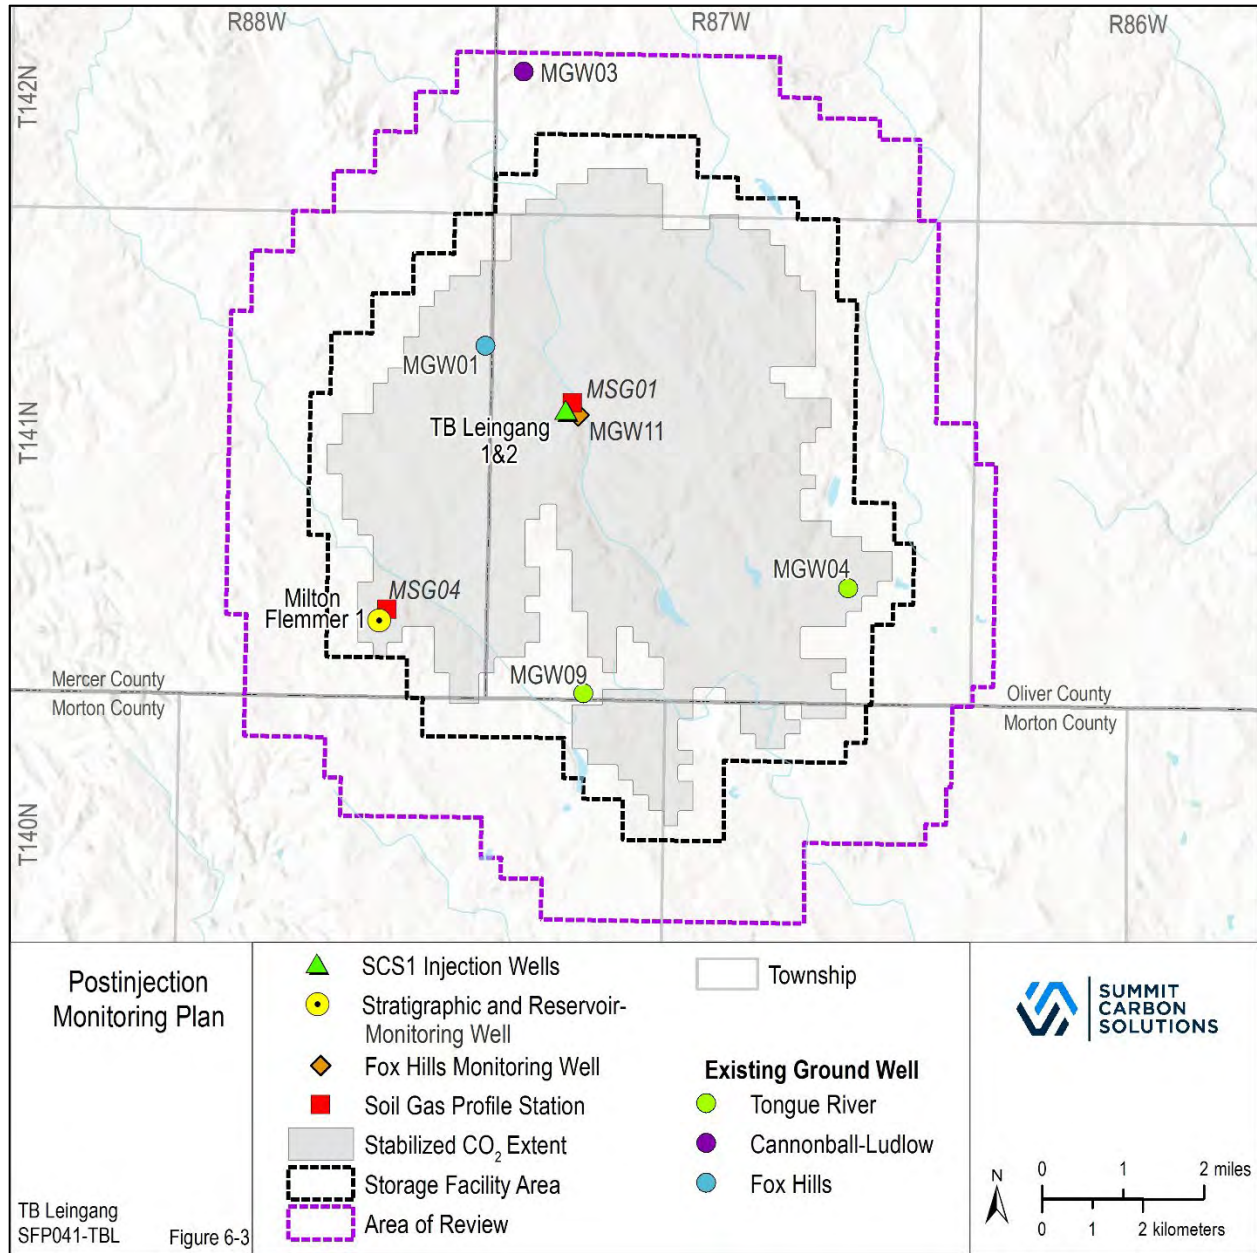 R88W
R87W
R86W
T142N
MGW03
MGW01
MSG01
T141N
TB Leingang
1&2
MGW11
MGW04
MSG04
Milton
Flemmer 1
MGW09
Mercer County
Morton County
Oliver County
Morton County
T140N
Postinjection
Monitoring Plan
TB Leingang
SFP041-TBL
Figure 6-3
SCS1 Injection Wells
Stratigraphic and Reservoir-
Monitoring Well
Fox Hills Monitoring Well
Soil Gas Profile Station
Stabilized CO₂ Extent
Storage Facility Area
Area of Review
Township
Existing Ground Well
Tongue River
Cannonball-Ludlow
Fox Hills
SUMMIT
CARBON
SOLUTIONS
N
0 1 2 miles
0 1 2 kilometers